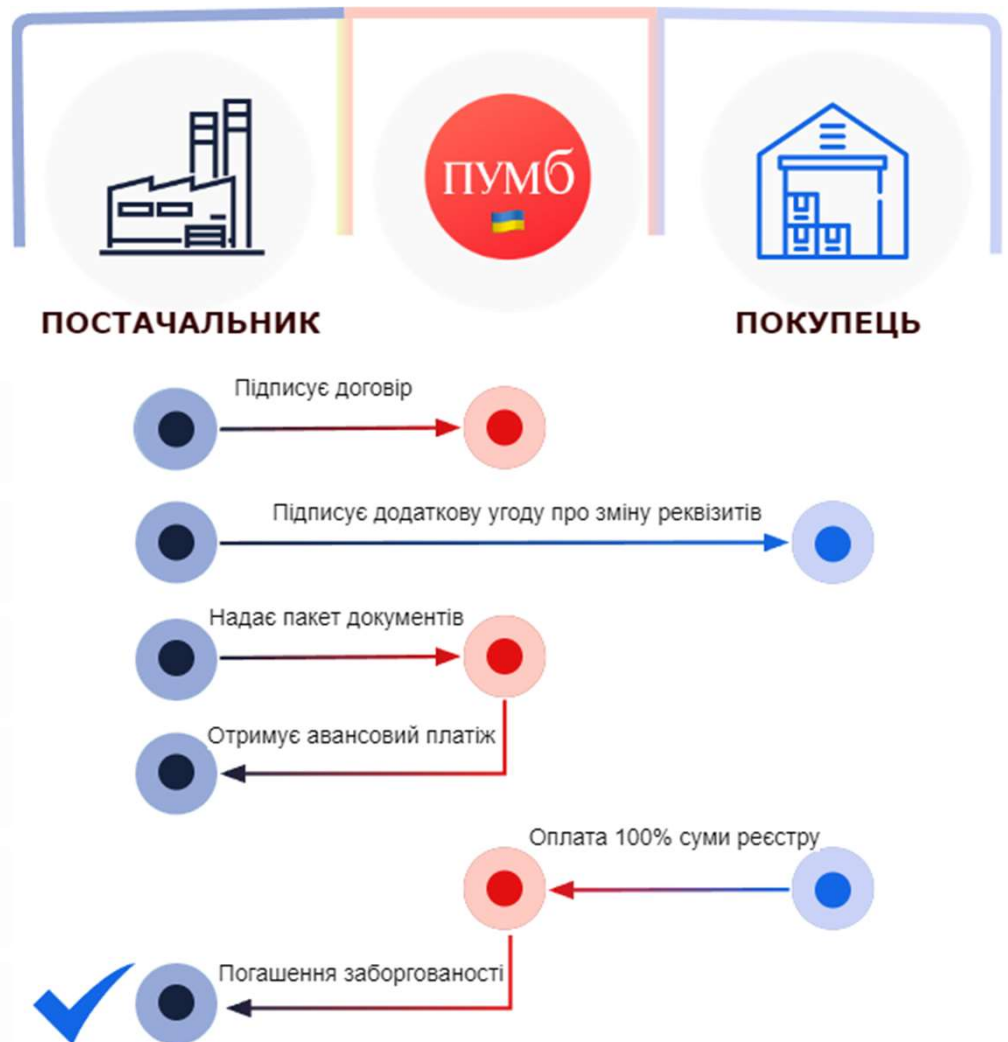 ПУМБ
ПОСТАЧАЛЬНИК
ПОКУПЕЦЬ
Підписує договір
Підписує додаткову угоду про зміну реквізитів
Надає пакет документів
Отримує авансовий платіж
Оплата 100% суми реєстру
Погашення заборгованості